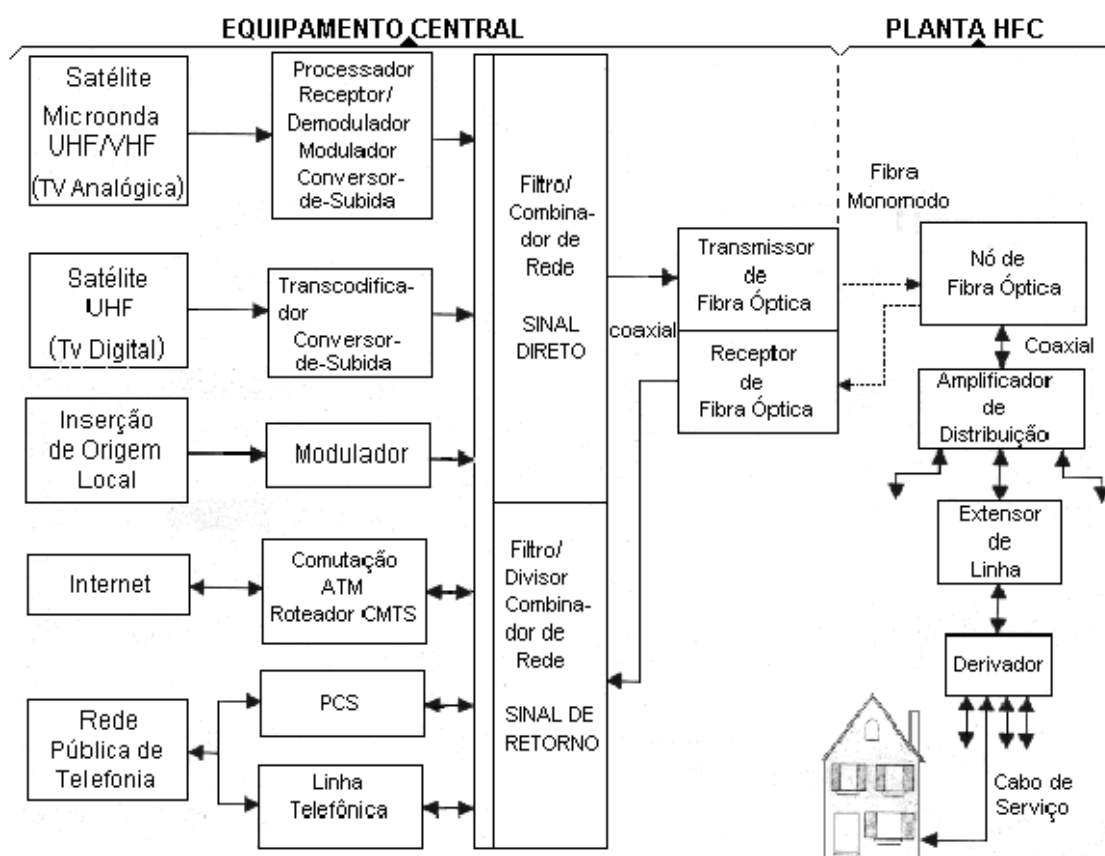 EQUIPAMENTO CENTRAL
PLANTA HFC
Satélite
Microonda
UHF/VHF
(TV Analógica)
Processador
Receptor/
Demodulador
Modulador
Conversor-
de-Subida
Satélite
UHF
(Tv Digital)
Transcodifica-
dor
Conversor-
de-Subida
Inserção
de Origem
Local
Modulador
Internet
Comutação
ATM
Roteador CMTS
Rede
Pública de
Telefonia
PCS
Linha
Telefônica
Filtro/
Combina-
dor de
Rede
SINAL
DIRETO
Filtro/
Divisor
Combina-
dor de
Rede
SINAL DE
RETORNO
coaxial
Transmissor
de
Fibra Óptica
Receptor
de
Fibra Óptica
Fibra
Monomodo
Nó de
Fibra Óptica
Coaxial
Amplificador
de
Distribuição
Extensor
de
Linha
Derivador
Cabo de
Serviço